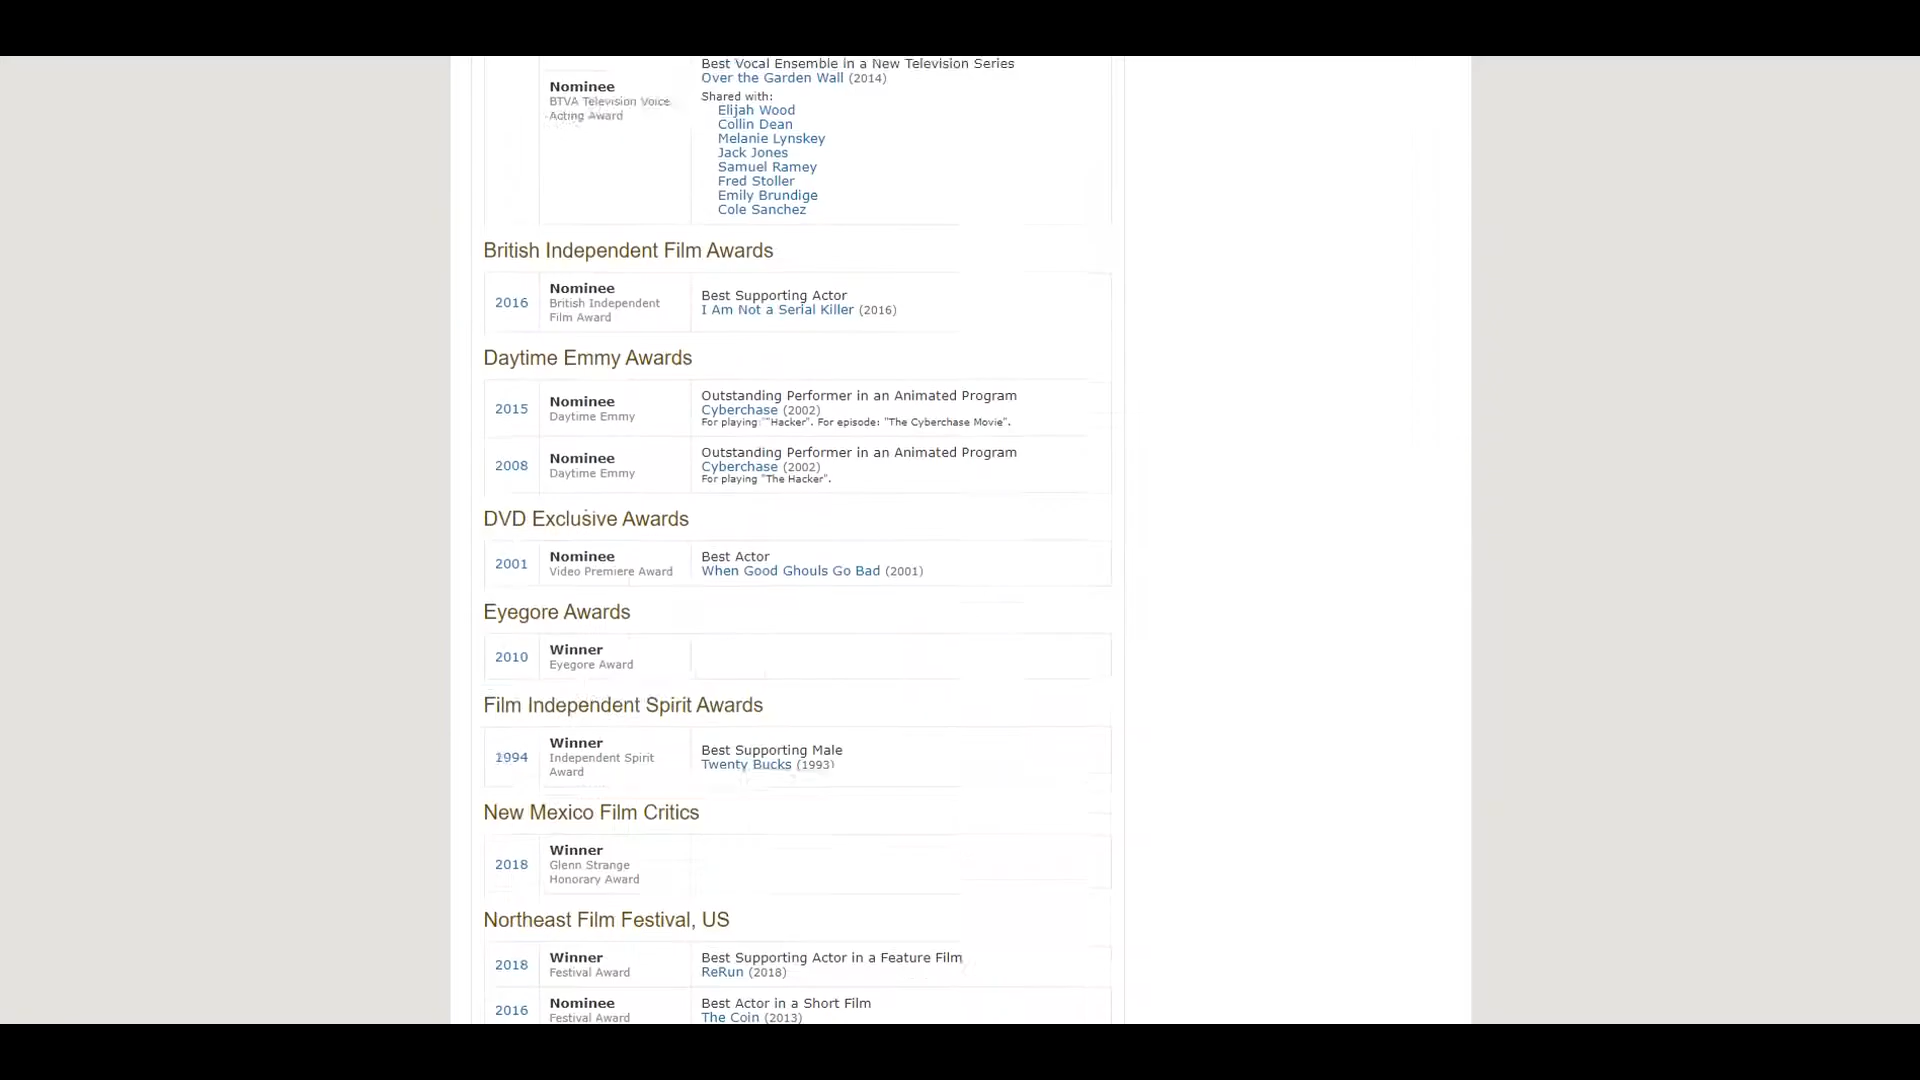 Best Vocal Ensemble in a New Television Series
Nominee
Over the Garden Wall (2014)
BTVA Television Voice
Acting Award
Shared with:
Elijah Wood
Collin Dean
Melanie Lynskey
Jack Jones
Samuel Ramey
Fred Stoller
Emily Brundige
Cole Sanchez
British Independent Film Awards
2016
Nominee
British Independent
Film Award
Best Supporting Actor
I Am Not a Serial Killer (2016)
Daytime Emmy Awards
2015
Nominee
Daytime Emmy
Outstanding Performer in an Animated Program
Cyberchase (2002)
For playing "Hacker". For episode: "The Cyberchase Movie".
2008
Nominee
Daytime Emmy
Outstanding Performer in an Animated Program
Cyberchase (2002)
For playing "The Hacker".
DVD Exclusive Awards
2001
Nominee
Video Premiere Award
Best Actor
When Good Ghouls Go Bad (2001)
Eyegore Awards
2010
Winner
Eyegore Award
Film Independent Spirit Awards
1994
Winner
Independent Spirit
Award
Best Supporting Male
Twenty Bucks (1993)
New Mexico Film Critics
2018
Winner
Glenn Strange
Honorary Award
Northeast Film Festival, US
2018
Winner
Festival Award
Best Supporting Actor in a Feature Film
ReRun (2018)
2016
Nominee
Festival Award
Best Actor in a Short Film
The Coin (2013)